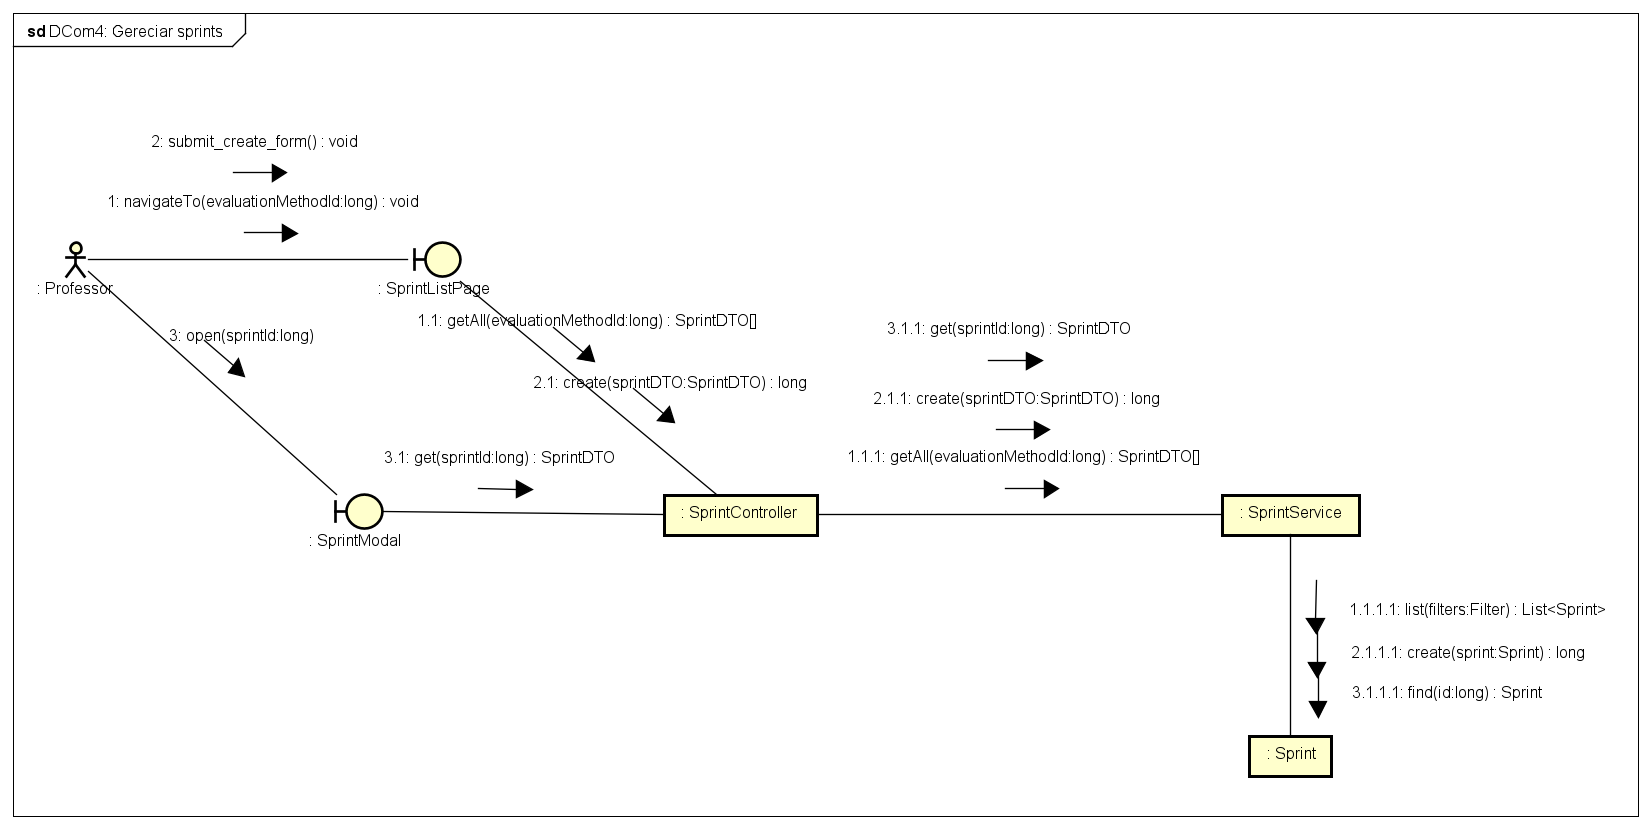 sd DCom4: Gereciar sprints
2: submit_create_form() : void
1: navigateTo(evaluationMethodId:long) : void
: Professor
: SprintListPage
1.1: getAll(evaluationMethodId:long) : SprintDTO[]
3: open(sprintId:long)
2.1: create(sprintDTO:SprintDTO) : long
3.1.1: get(sprintId:long) : SprintDTO
2.1.1: create(sprintDTO:SprintDTO) : long
1.1.1: getAll(evaluationMethodId:long) : SprintDTO[]
3.1: get(sprintId:long) : SprintDTO
: SprintModal
: SprintController
: SprintService
1.1.1.1: list(filters:Filter) : List<Sprint>
2.1.1.1: create(sprint:Sprint) : long
3.1.1.1: find(id:long) : Sprint
: Sprint